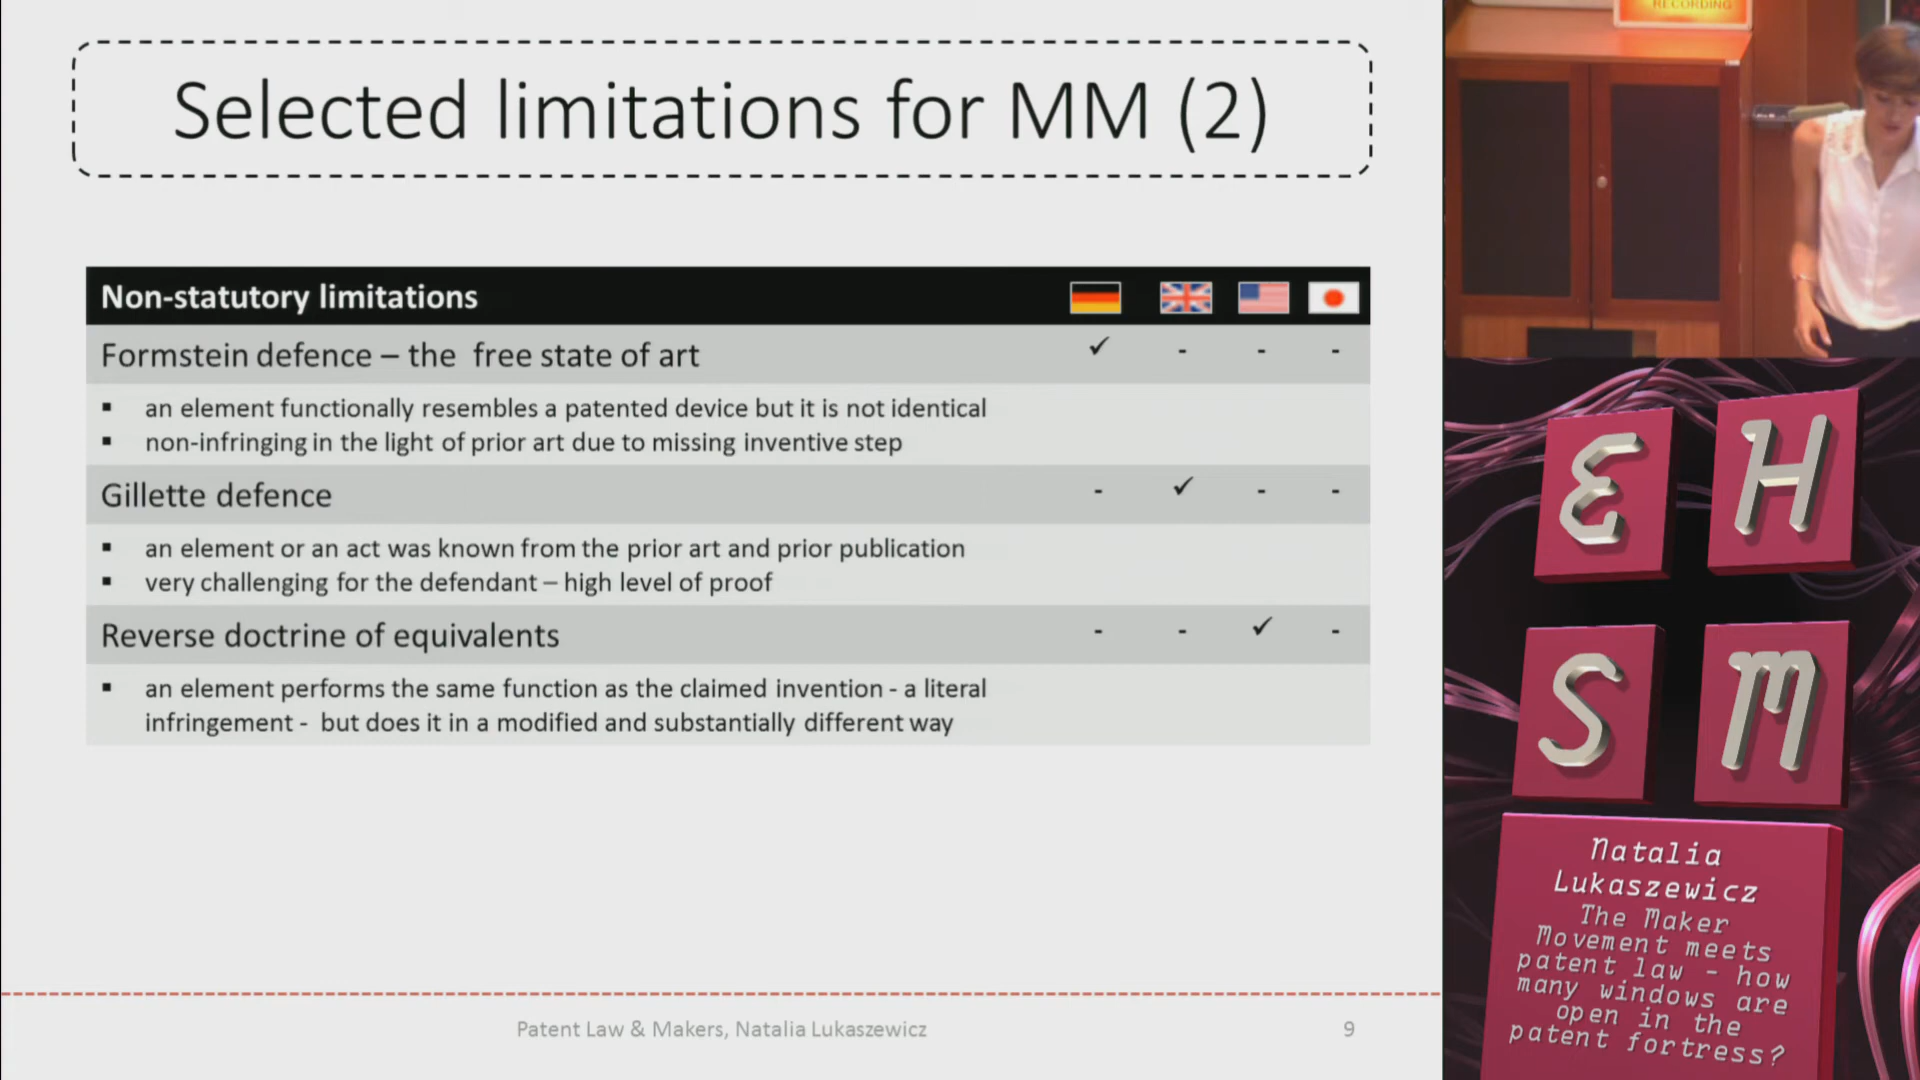 Selected limitations for MM (2)
Non-statutory limitations
Formstein defence – the free state of art ✓ - - -
▪ an element functionally resembles a patented device but it is not identical
▪ non-infringing in the light of prior art due to missing inventive step
Gillette defence - ✓ - -
▪ an element or an act was known from the prior art and prior publication
▪ very challenging for the defendant – high level of proof
Reverse doctrine of equivalents - - ✓ -
▪ an element performs the same function as the claimed invention - a literal
infringement - but does it in a modified and substantially different way
Patent Law & Makers, Natalia Lukaszewicz 9
RECORDING
E H
S M
Natalia
Lukaszewicz
The Maker
Movement meets
patent law - how
many windows are
open in the
patent fortress?